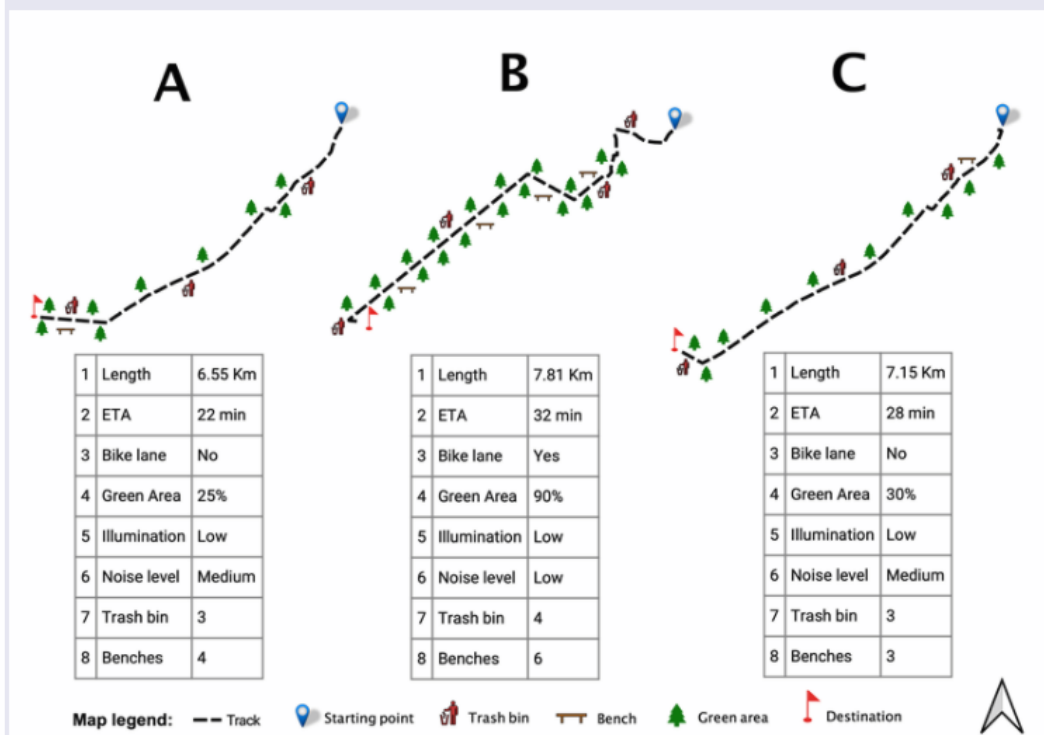 A
B
C
1 Length 6.55 Km
2 ETA 22 min
3 Bike lane No
4 Green Area 25%
5 Illumination Low
6 Noise level Medium
7 Trash bin 3
8 Benches 4
1 Length 7.81 Km
2 ETA 32 min
3 Bike lane Yes
4 Green Area 90%
5 Illumination Low
6 Noise level Low
7 Trash bin 4
8 Benches 6
1 Length 7.15 Km
2 ETA 28 min
3 Bike lane No
4 Green Area 30%
5 Illumination Low
6 Noise level Medium
7 Trash bin 3
8 Benches 3
Map legend: Track Starting point Trash bin Bench Green area Destination